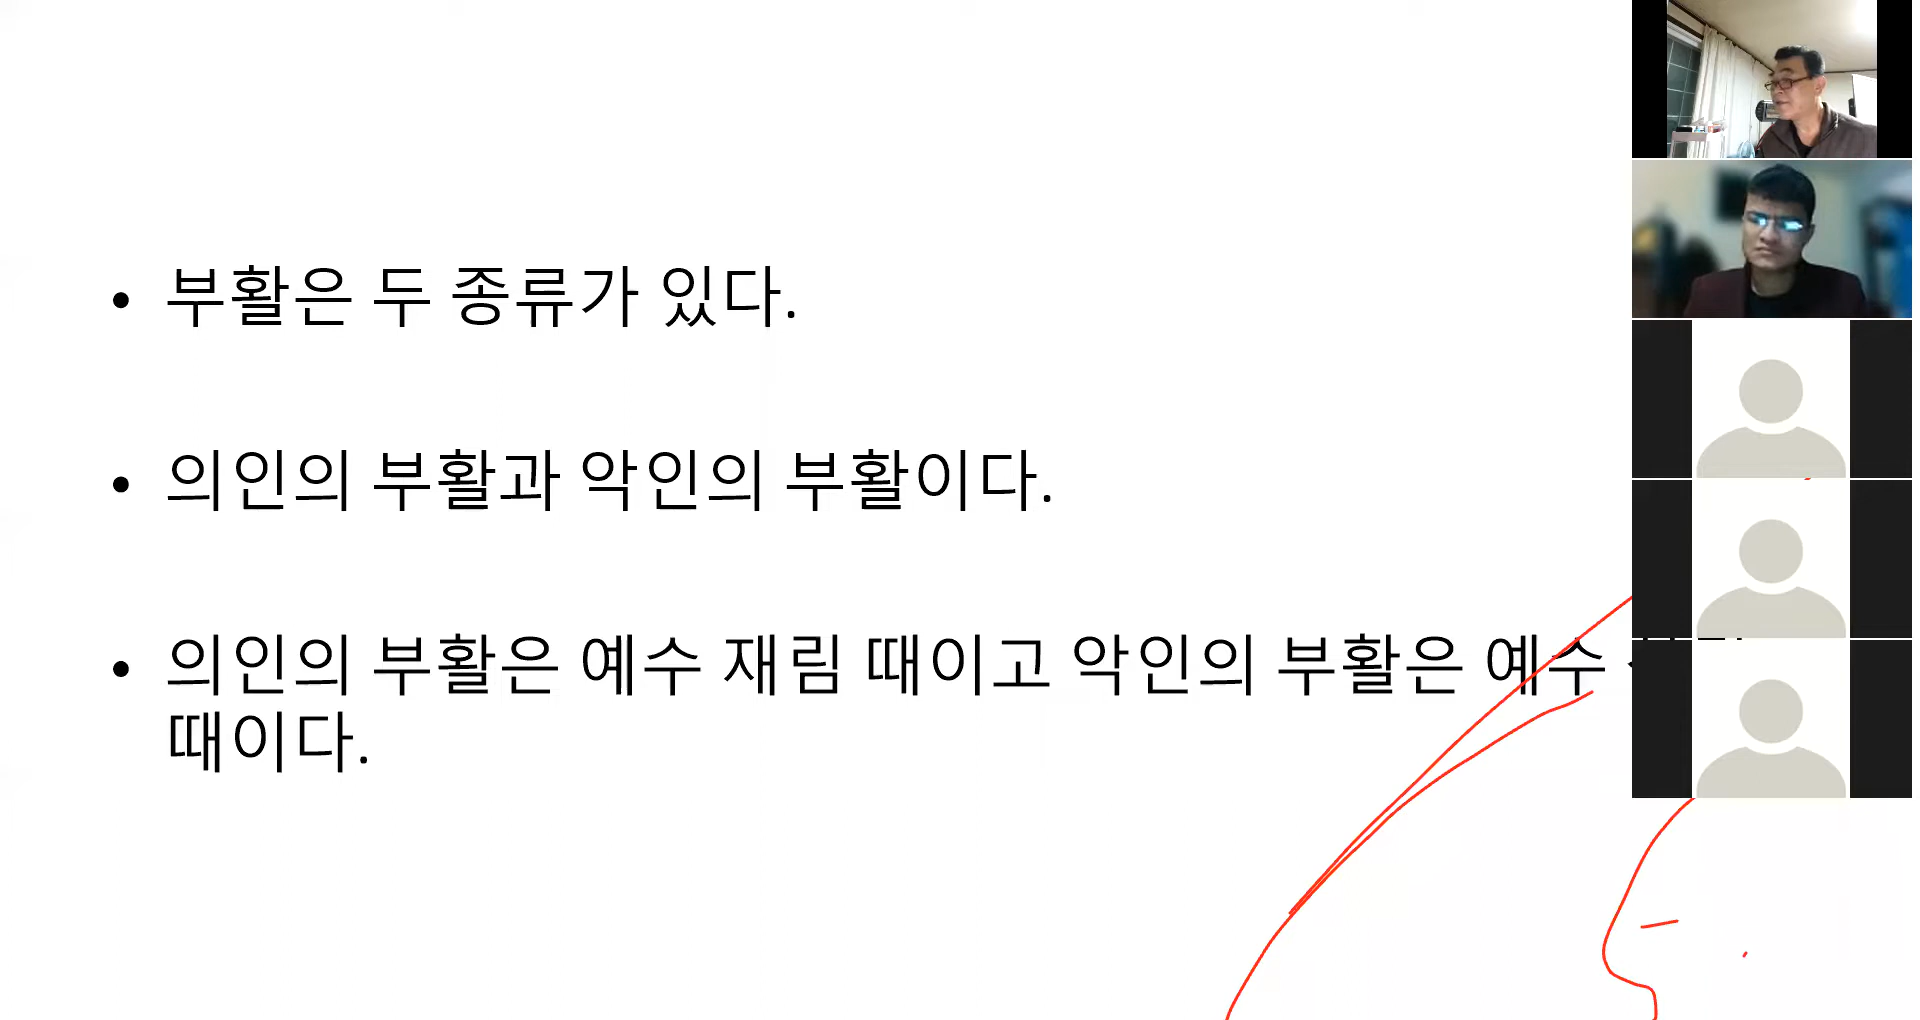 • 부활은 두 종류가 있다.
• 의인의 부활과 악인의 부활이다.
• 의인의 부활은 예수 재림 때이고 악인의 부활은 예수
때이다.